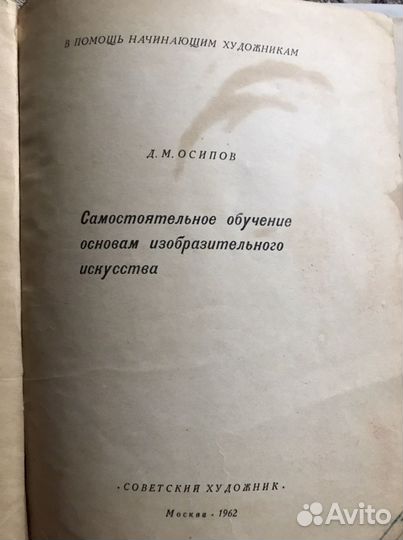 В ПОМОЩЬ НАЧИНАЮЩИМ ХУДОЖНИКАМ
Д. М. ОСИПОВ
Самостоятельное обучение
основам изобразительного
искусства
· СОВЕТСКИЙ ХУДОЖНИК ·
Москва · 1962
Avito